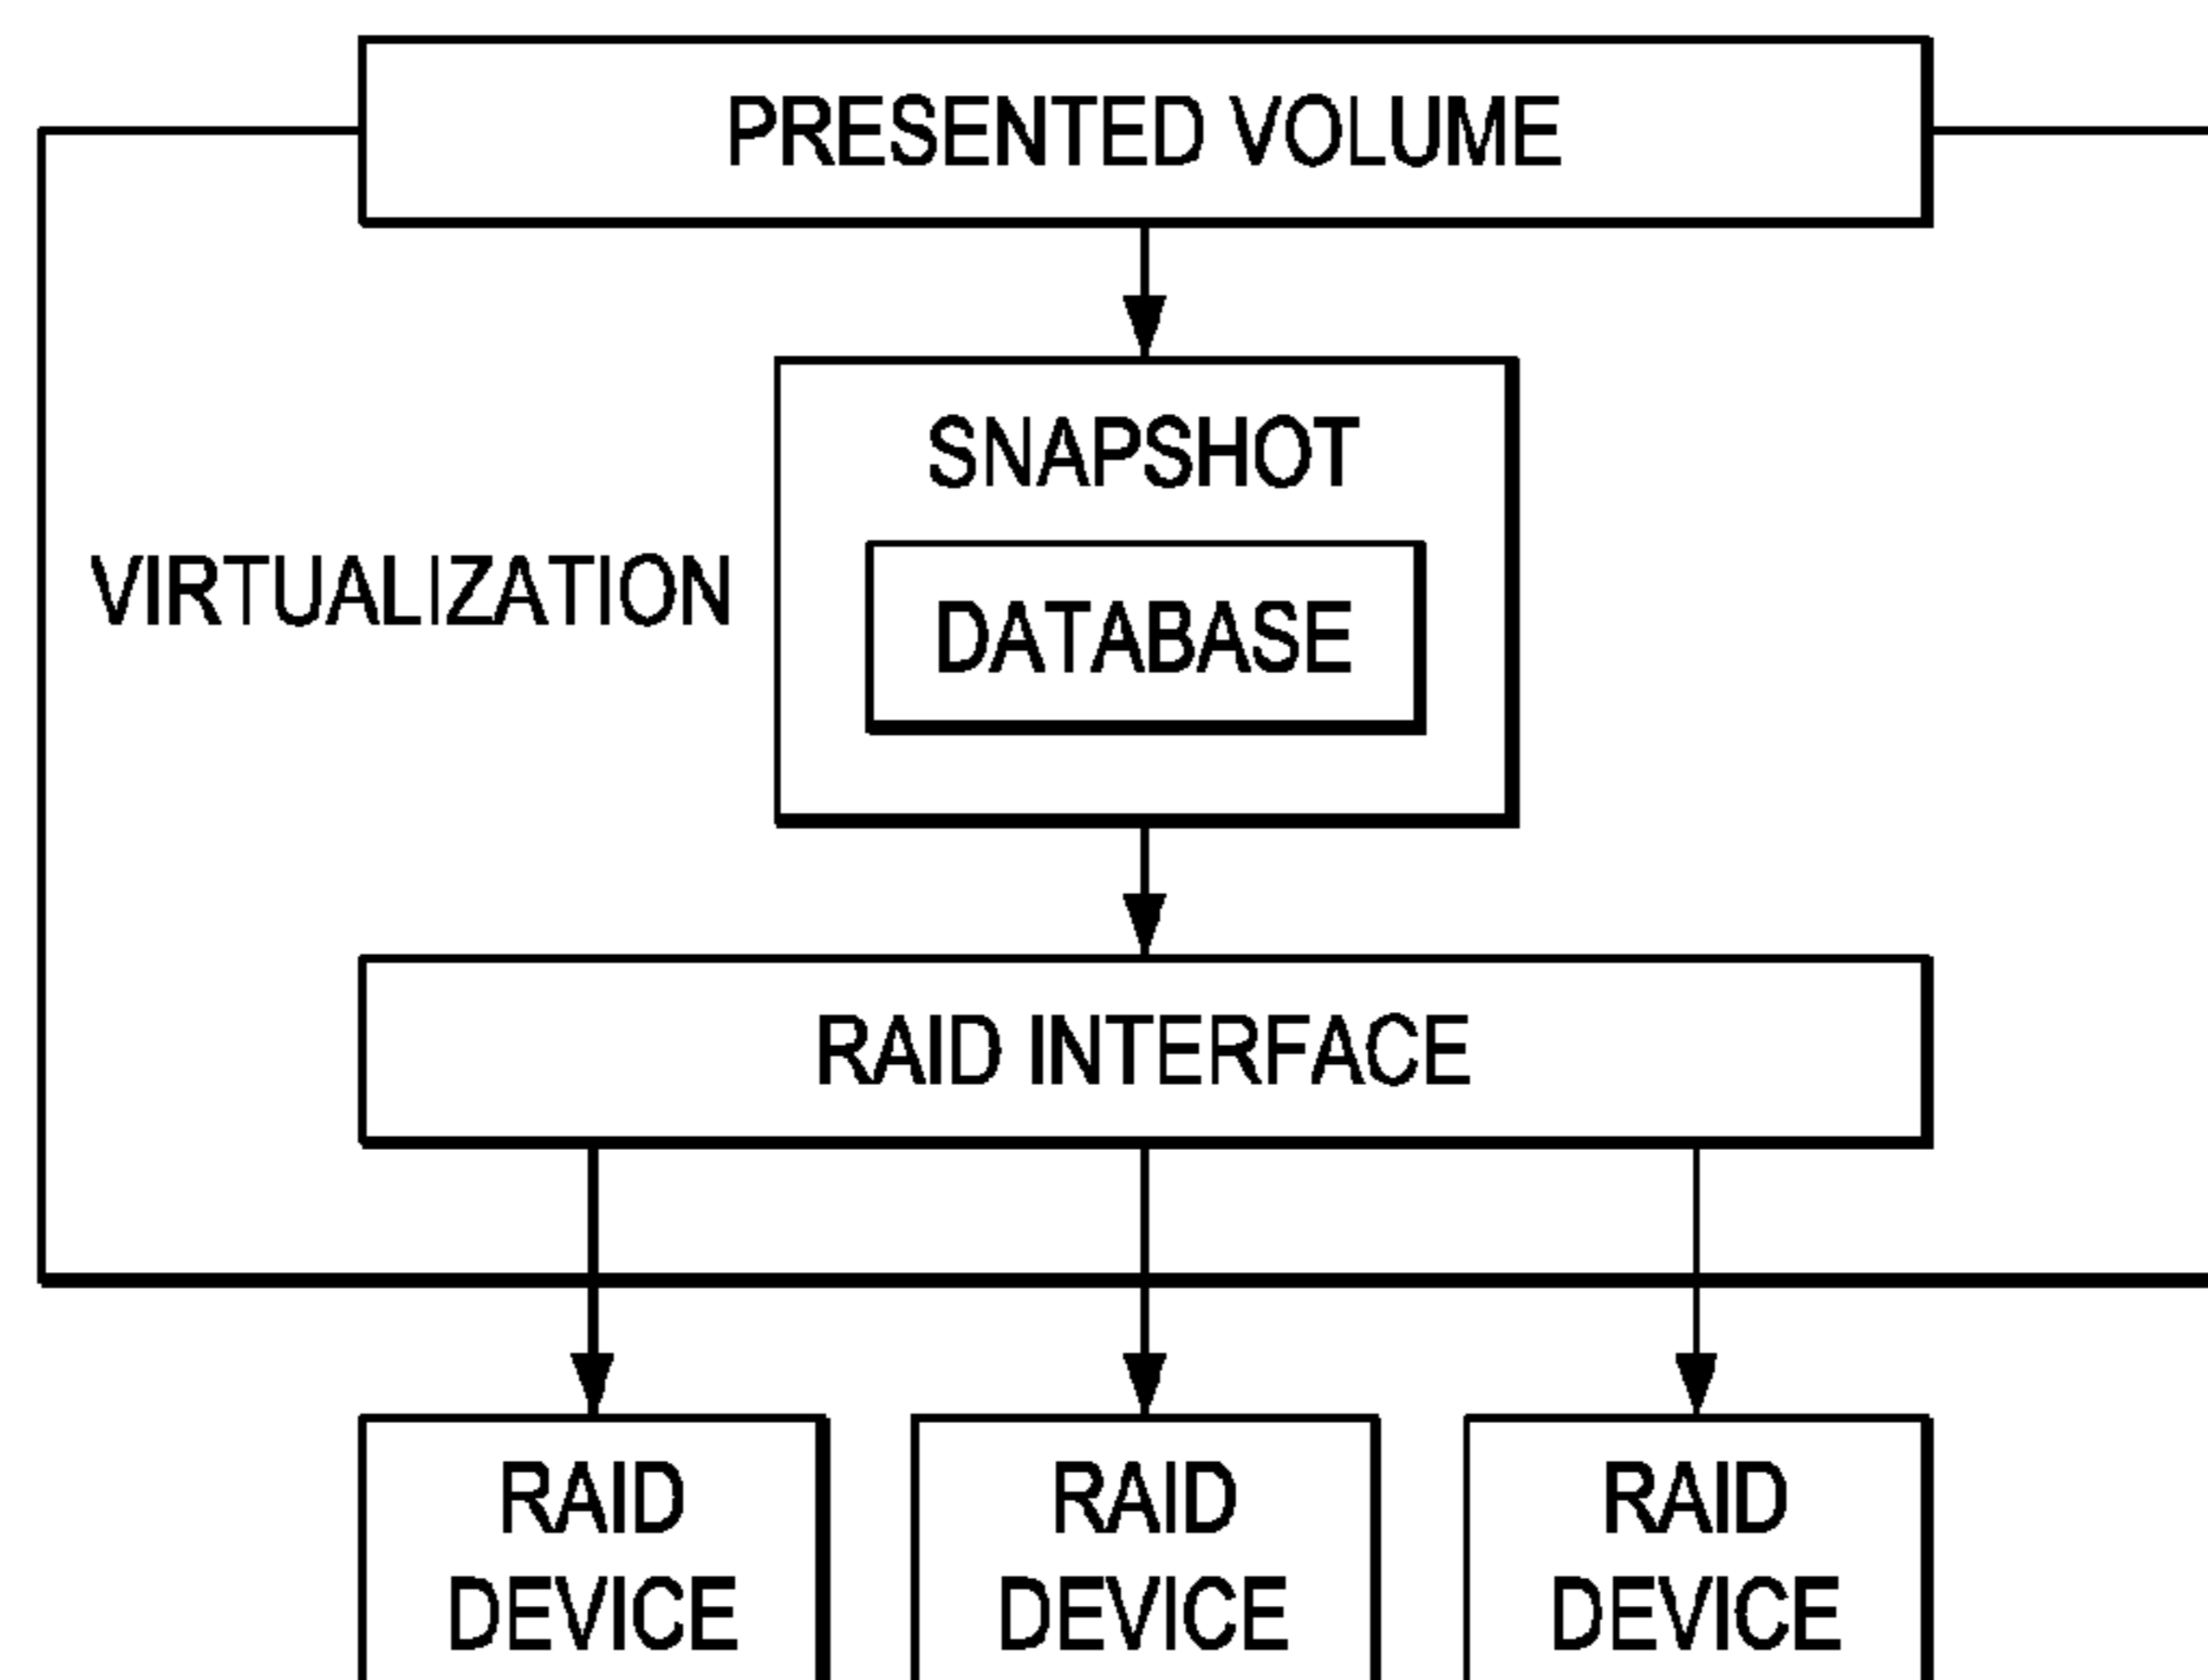 PRESENTED VOLUME
SNAPSHOT
VIRTUALIZATION
DATABASE
RAID INTERFACE
RAID
DEVICE
RAID
DEVICE
RAID
DEVICE